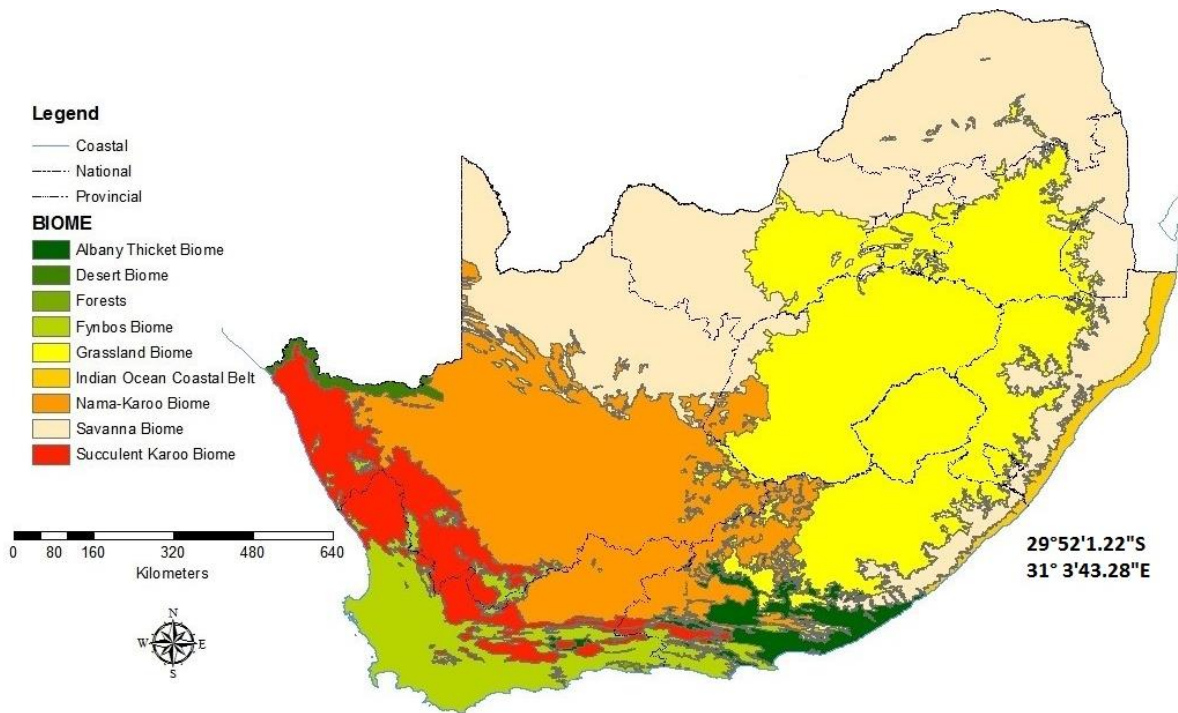 Legend
Coastal
National
Provincial
BIOME
Albany Thicket Biome
Desert Biome
Forests
Fynbos Biome
Grassland Biome
Indian Ocean Coastal Belt
Nama-Karoo Biome
Savanna Biome
Succulent Karoo Biome
0 80 160 320 480 640
Kilometers
N
W E
S
29°52'1.22"S
31° 3'43.28"E